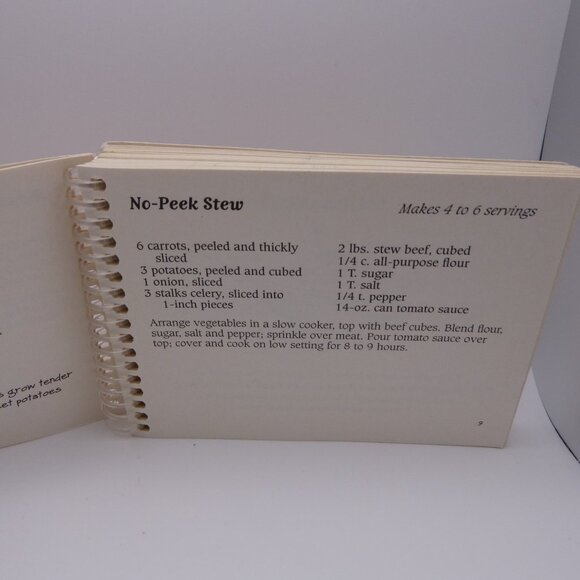 s grow tender
et potatoes
No-Peek Stew
Makes 4 to 6 servings
6 carrots, peeled and thickly
sliced
3 potatoes, peeled and cubed
1 onion, sliced
3 stalks celery, sliced into
1-inch pieces
2 lbs. stew beef, cubed
1/4 c. all-purpose flour
1 T. sugar
1 T. salt
1/4 t. pepper
14-oz. can tomato sauce
Arrange vegetables in a slow cooker, top with beef cubes. Blend flour,
sugar, salt and pepper; sprinkle over meat. Pour tomato sauce over
top; cover and cook on low setting for 8 to 9 hours.
9